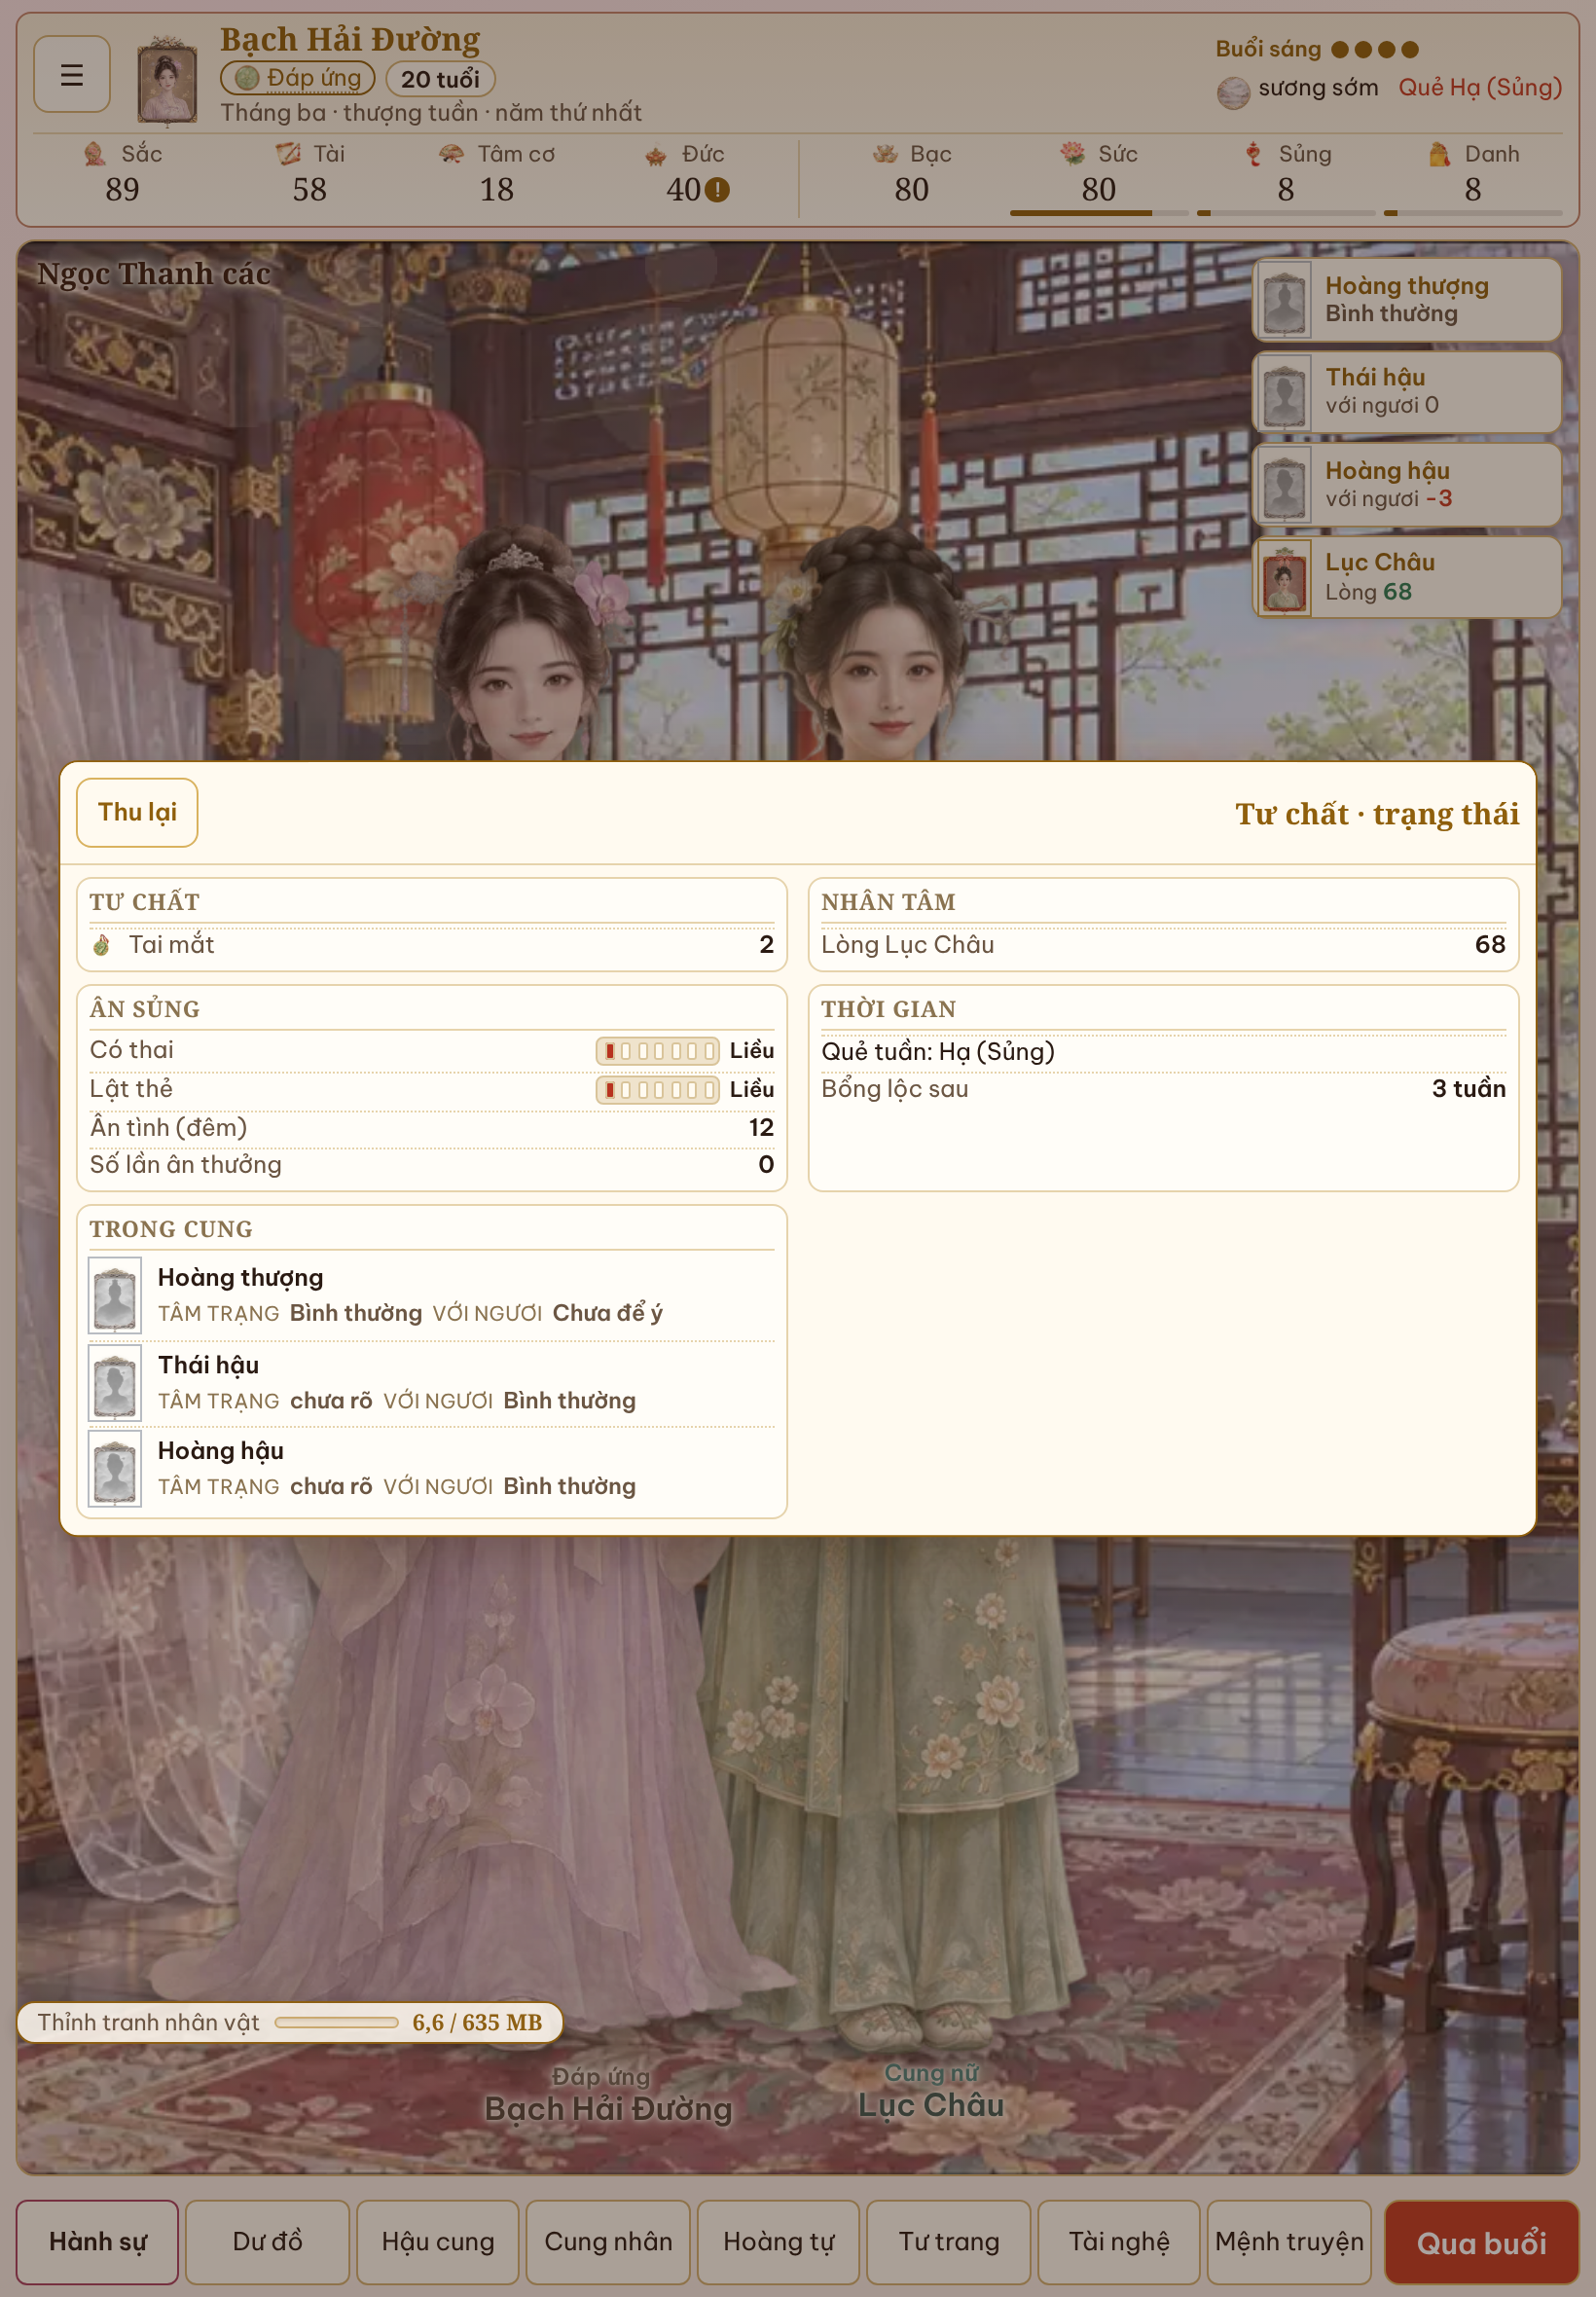 ☰
Bạch Hải Đường
Đáp ứng
20 tuổi
Tháng ba · thượng tuần · năm thứ nhất
Buổi sáng
sương sớm
Quẻ Hạ (Sủng)
Sắc
89
Tài
58
Tâm cơ
18
Đức
40 !
Bạc
80
Sức
80
Sủng
8
Danh
8
Ngọc Thanh các
Hoàng thượng
Bình thường
Thái hậu
với ngươi 0
Hoàng hậu
với ngươi -3
Lục Châu
Lòng 68
Thu lại
Tư chất · trạng thái
TƯ CHẤT
Tai mắt 2
NHÂN TÂM
Lòng Lục Châu 68
ÂN SỦNG
Có thai Liều
Lật thẻ Liều
Ân tình (đêm) 12
Số lần ân thưởng 0
THỜI GIAN
Quẻ tuần: Hạ (Sủng)
Bổng lộc sau 3 tuần
TRONG CUNG
Hoàng thượng
TÂM TRẠNG Bình thường VỚI NGƯƠI Chưa để ý
Thái hậu
TÂM TRẠNG chưa rõ VỚI NGƯƠI Bình thường
Hoàng hậu
TÂM TRẠNG chưa rõ VỚI NGƯƠI Bình thường
Thỉnh tranh nhân vật 6,6 / 635 MB
Đáp ứng
Bạch Hải Đường
Cung nữ
Lục Châu
Hành sự
Dư đồ
Hậu cung
Cung nhân
Hoàng tự
Tư trang
Tài nghệ
Mệnh truyện
Qua buổi